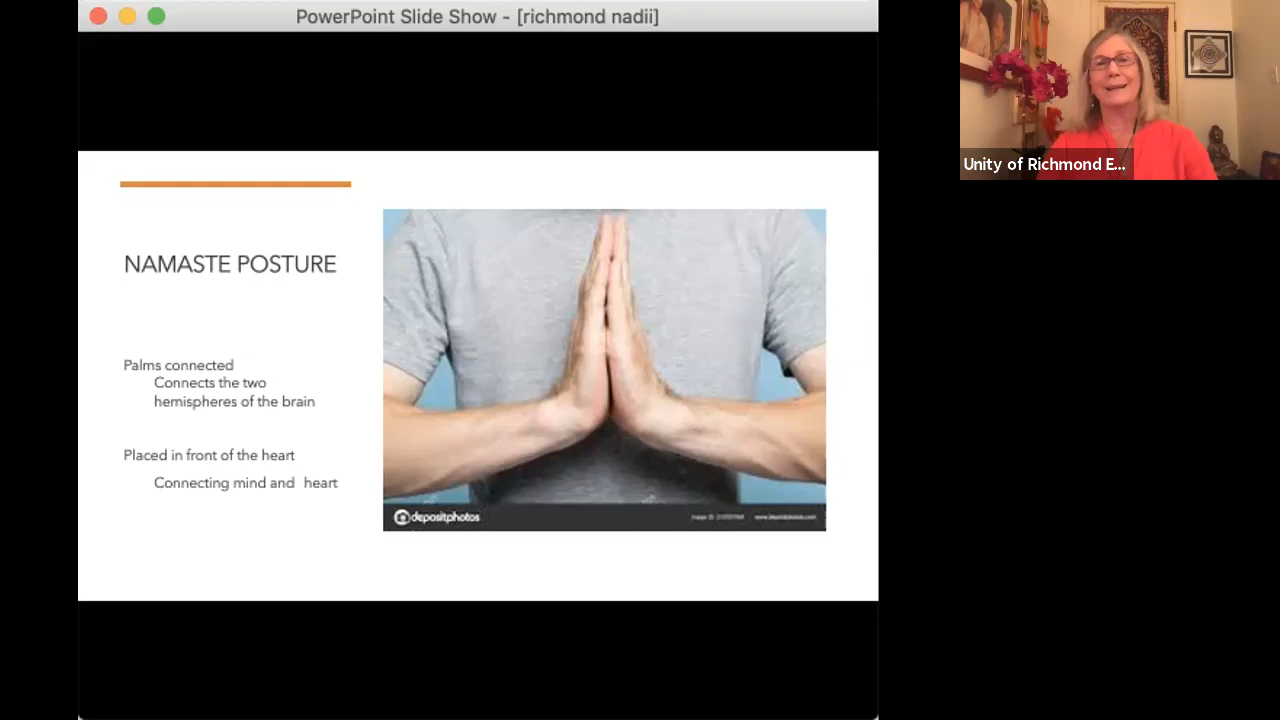 PowerPoint Slide Show - [richmond nadii]
Unity of Richmond E...
NAMASTE POSTURE
Palms connected
Connects the two
hemispheres of the brain
Placed in front of the heart
Connecting mind and heart
depositphotos